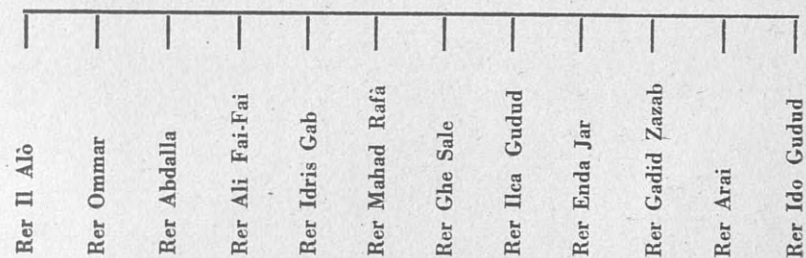 Rer Il Alò
Rer Ommar
Rer Abdalla
Rer Ali Fai-Fai
Rer Idris Gab
Rer Mahad Rafà
Rer Ghe Sale
Rer Ilca Gudud
Rer Enda Jar
Rer Gadid Zazab
Rer Arai
Rer Ido Gudud